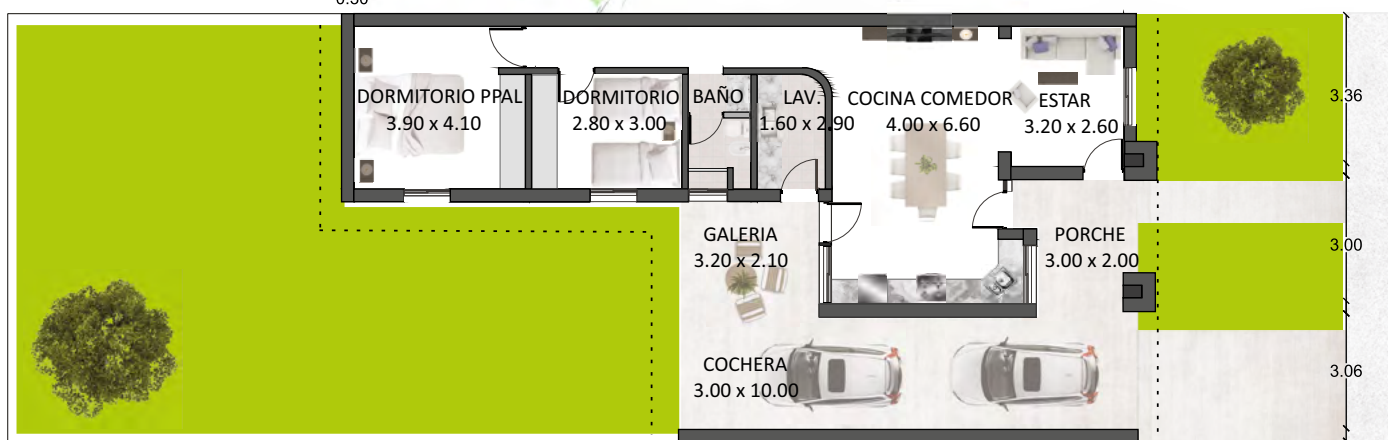 DORMITORIO PPAL
3.90 x 4.10
DORMITORIO
2.80 x 3.00
BAÑO
LAV.
1.60 x 2.90
COCINA COMEDOR
4.00 x 6.60
ESTAR
3.20 x 2.60
3.36
GALERIA
3.20 x 2.10
PORCHE
3.00 x 2.00
3.00
COCHERA
3.00 x 10.00
3.06